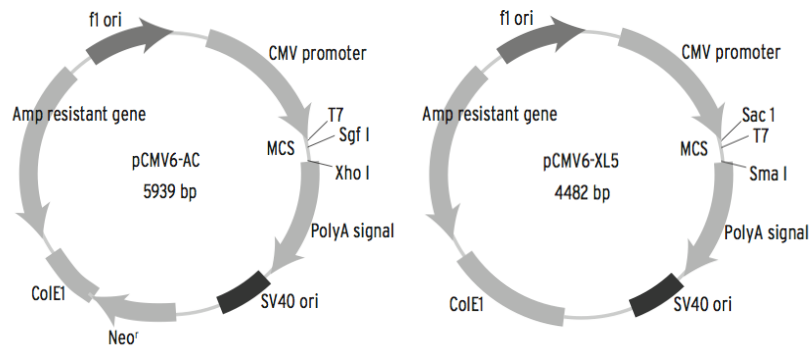 f1 ori
CMV promoter
Amp resistant gene
T7
Sgf I
MCS
Xho I
pCMV6-AC
5939 bp
PolyA signal
ColE1
SV40 ori
Neoʳ
f1 ori
CMV promoter
Amp resistant gene
Sac 1
T7
MCS
Sma I
pCMV6-XL5
4482 bp
PolyA signal
ColE1
SV40 ori